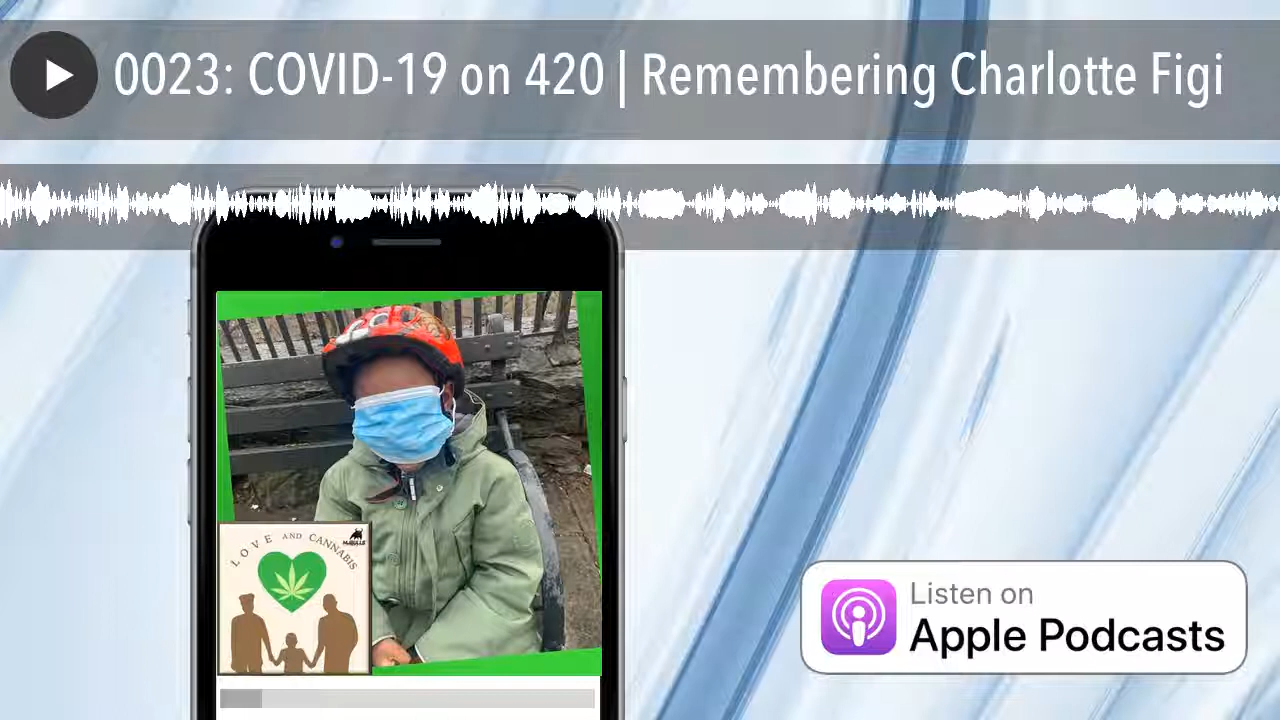 0023: COVID-19 on 420 | Remembering Charlotte Figi
LOVE AND CANNABIS
Listen on
Apple Podcasts